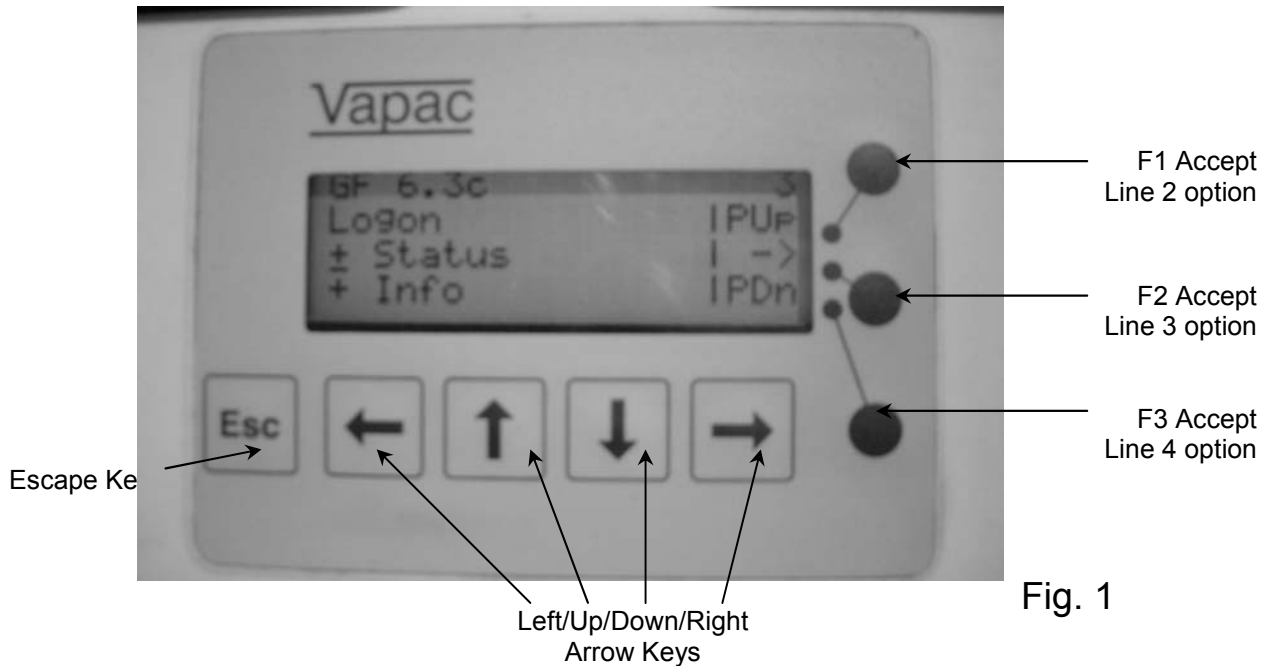 Vapac
GF 6.3c 3
Logon |PUp
± Status | ->
+ Info |PDn
Esc
F1 Accept
Line 2 option
F2 Accept
Line 3 option
F3 Accept
Line 4 option
Escape Ke
Left/Up/Down/Right
Arrow Keys
Fig. 1